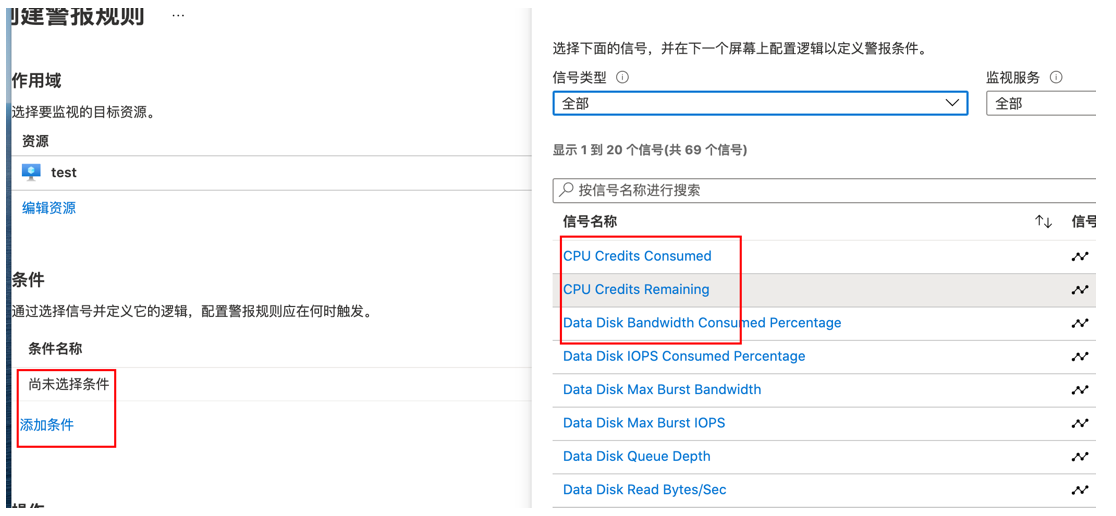 创建警报规则 ...
作用域
选择要监视的目标资源。
资源
test
编辑资源
条件
通过选择信号并定义它的逻辑，配置警报规则应在何时触发。
条件名称
尚未选择条件
添加条件
操作
选择下面的信号，并在下一个屏幕上配置逻辑以定义警报条件。
信号类型
监视服务
全部
全部
显示 1 到 20 个信号(共 69 个信号)
按信号名称进行搜索
信号名称
信号
CPU Credits Consumed
CPU Credits Remaining
Data Disk Bandwidth Consumed Percentage
Data Disk IOPS Consumed Percentage
Data Disk Max Burst Bandwidth
Data Disk Max Burst IOPS
Data Disk Queue Depth
Data Disk Read Bytes/Sec